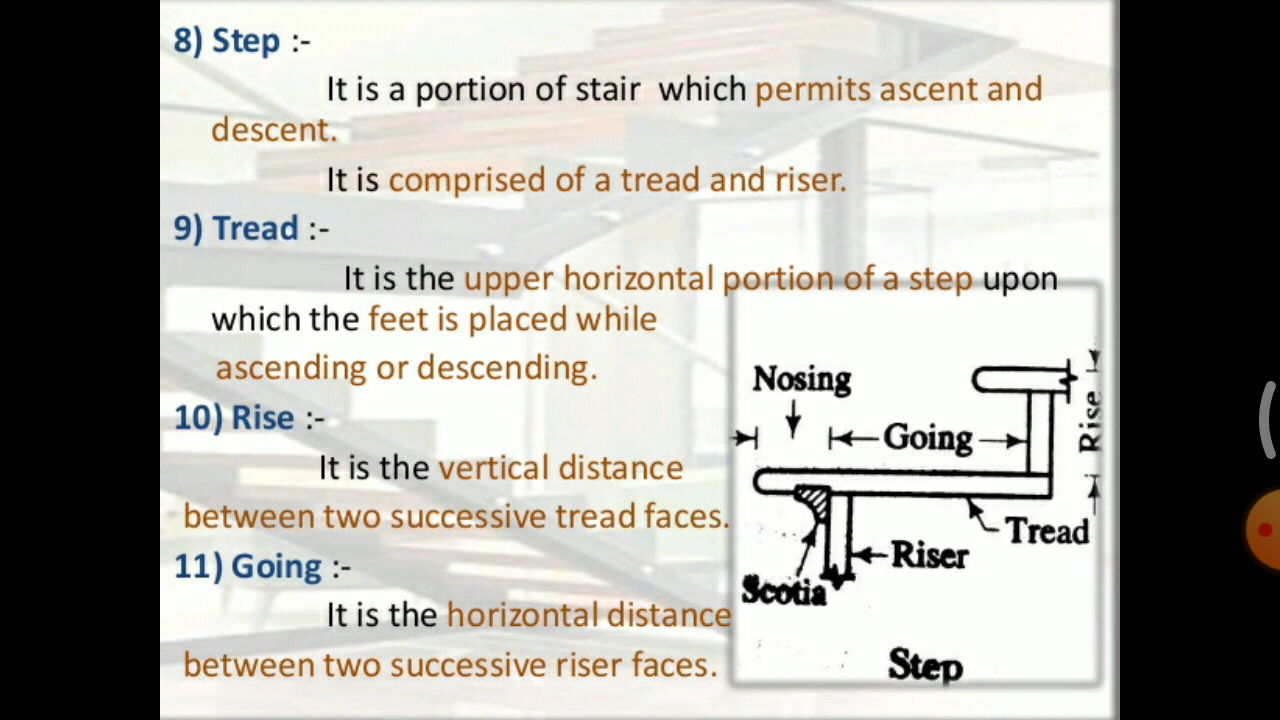 8) Step :-
It is a portion of stair which permits ascent and
descent.
It is comprised of a tread and riser.
9) Tread :-
It is the upper horizontal portion of a step upon
which the feet is placed while
ascending or descending.
10) Rise :-
It is the vertical distance
between two successive tread faces.
11) Going :-
It is the horizontal distance
between two successive riser faces.
Nosing
Going
Rise
Tread
Riser
Scotia
Step